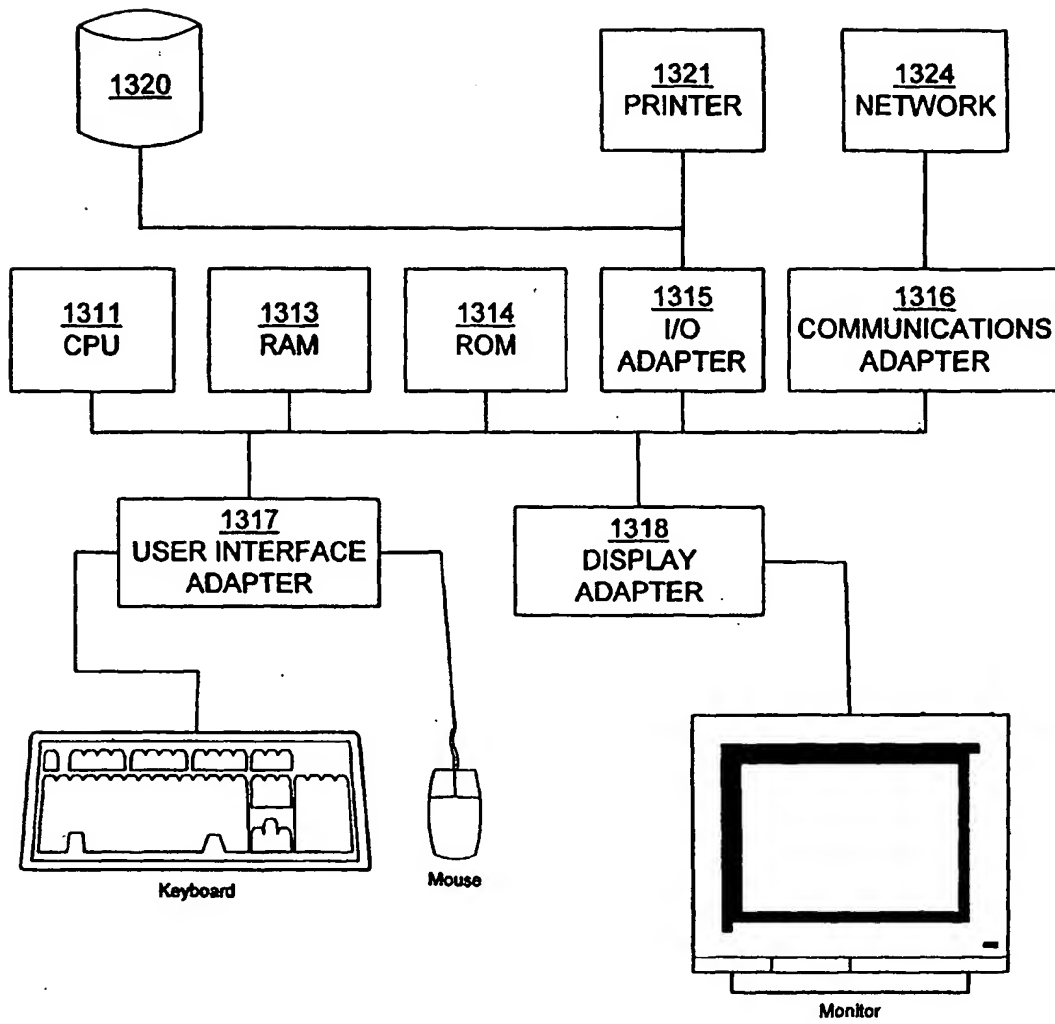 1320
1321
PRINTER
1324
NETWORK
1311
CPU
1313
RAM
1314
ROM
1315
I/O
ADAPTER
1316
COMMUNICATIONS
ADAPTER
1317
USER INTERFACE
ADAPTER
1318
DISPLAY
ADAPTER
Keyboard
Mouse
Monitor